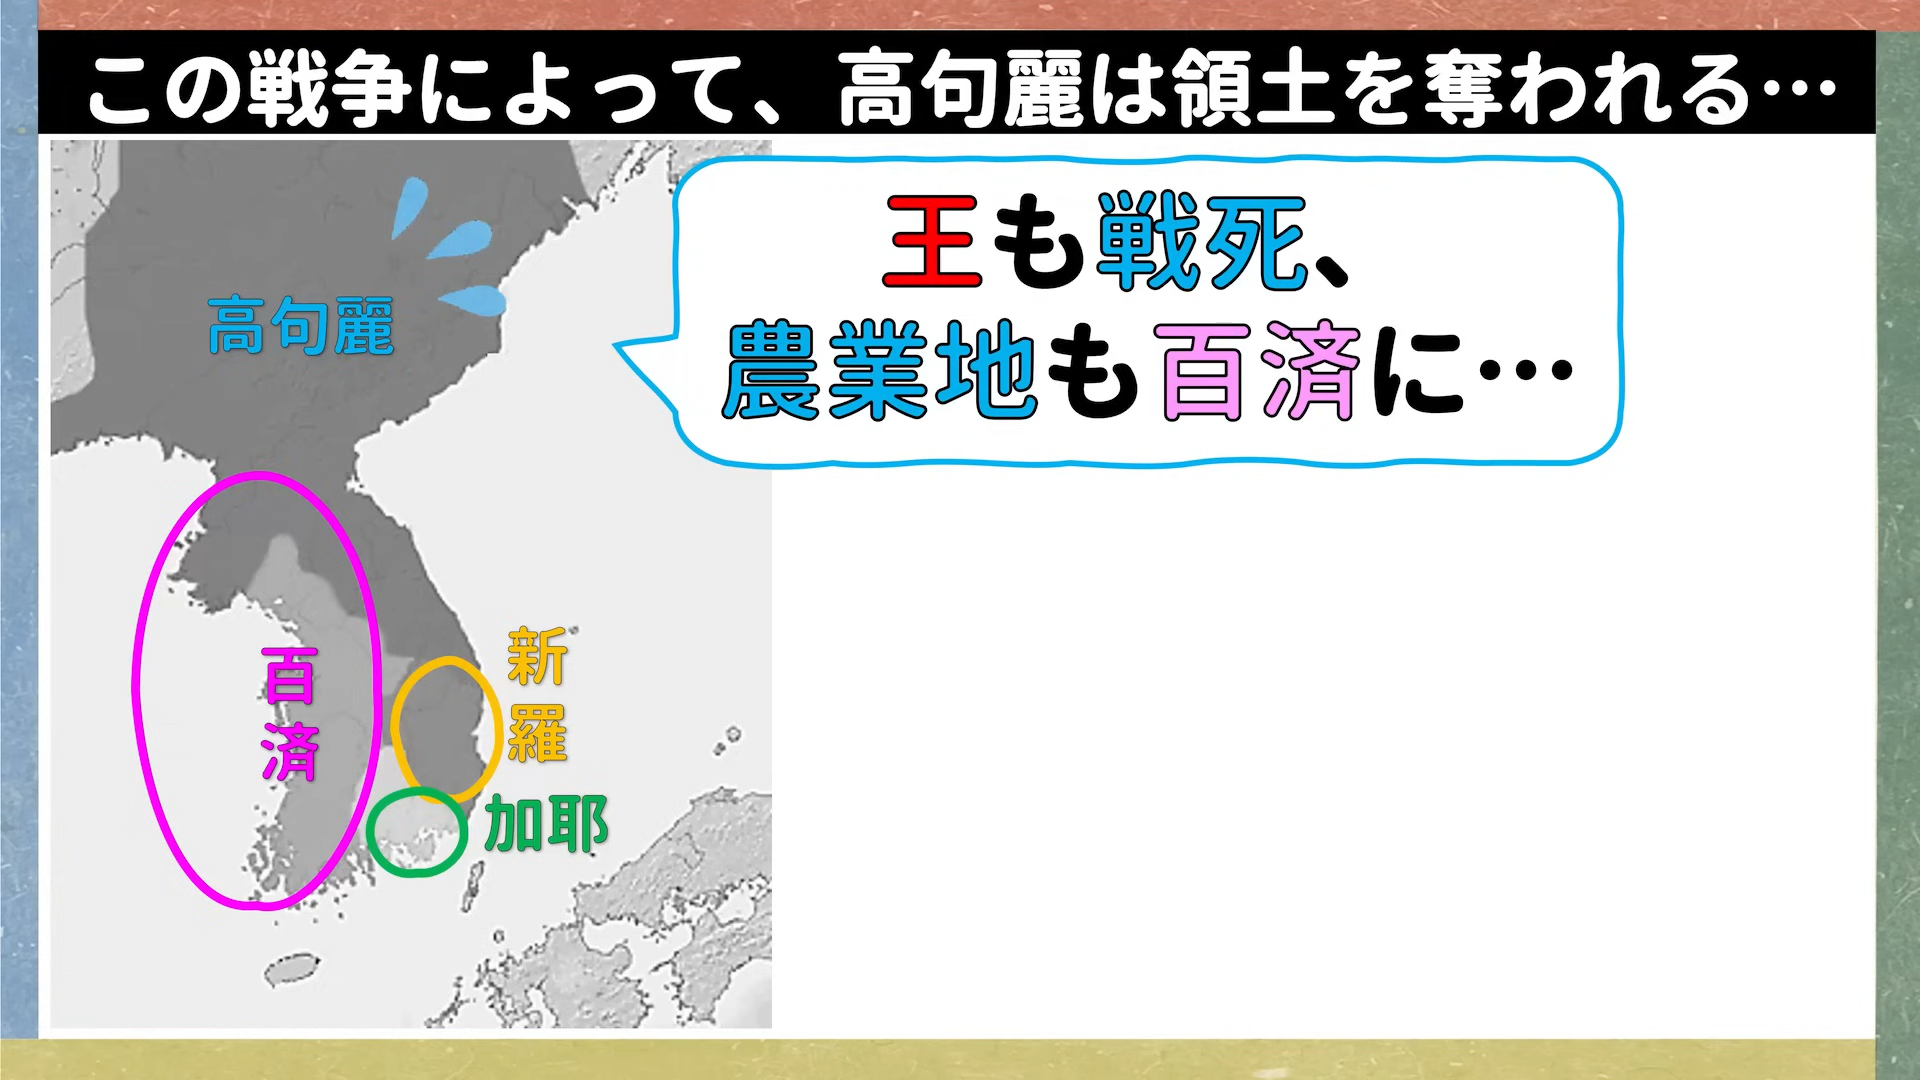 この戦争によって、高句麗は領土を奪われる…
王も戦死、
農業地も百済に…
高句麗
百済
新羅
加耶